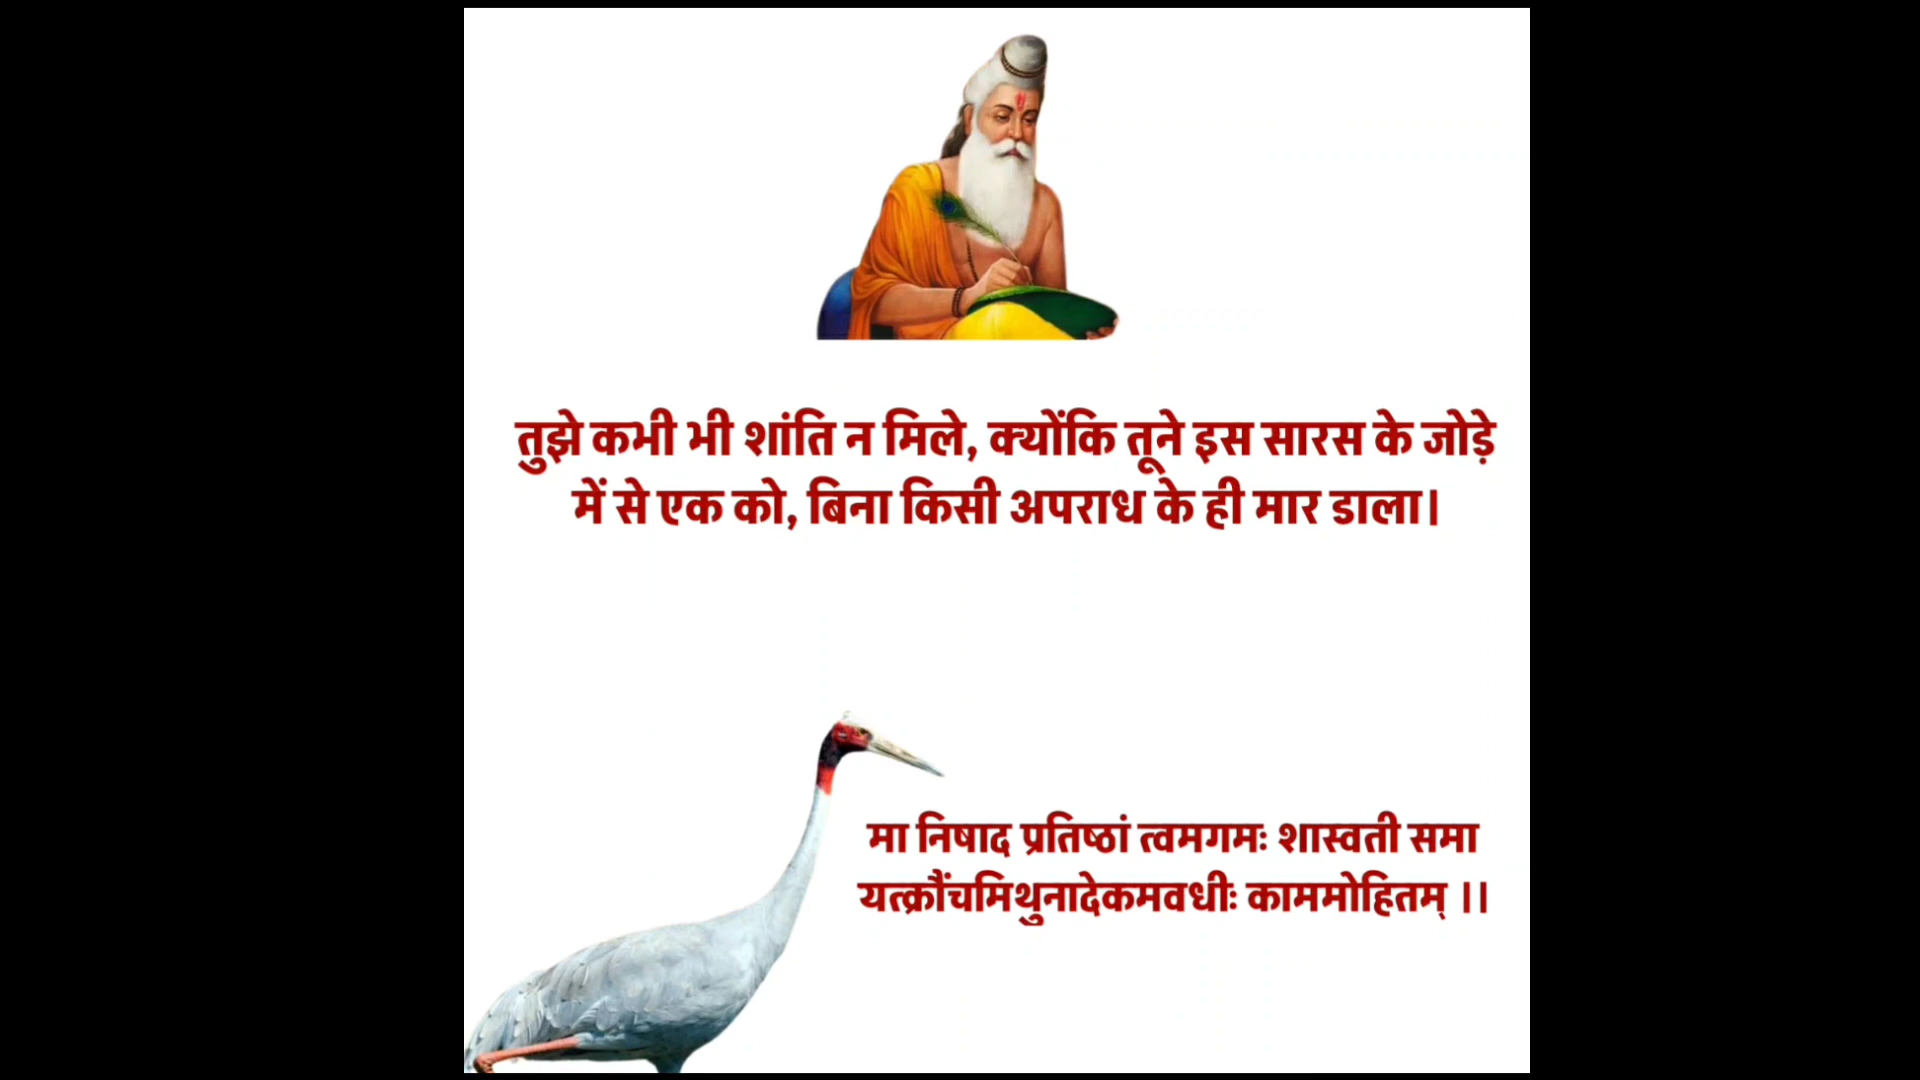 तुझे कभी भी शांति न मिले, क्योंकि तूने इस सारस के जोड़े
में से एक को, बिना किसी अपराध के ही मार डाला।
मा निषाद प्रतिष्ठां त्वमगमः शास्वती समा
यत्क्रौंचमिथुनादेकमवधीः काममोहितम् ।।